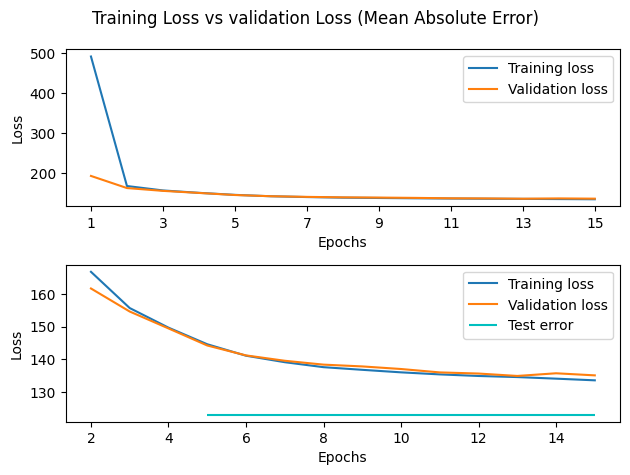 Training Loss vs validation Loss (Mean Absolute Error)
500
400
300
200
Loss
Training loss
Validation loss
1 3 5 7 9 11 13 15
Epochs
160
150
140
130
Loss
Training loss
Validation loss
Test error
2 4 6 8 10 12 14
Epochs